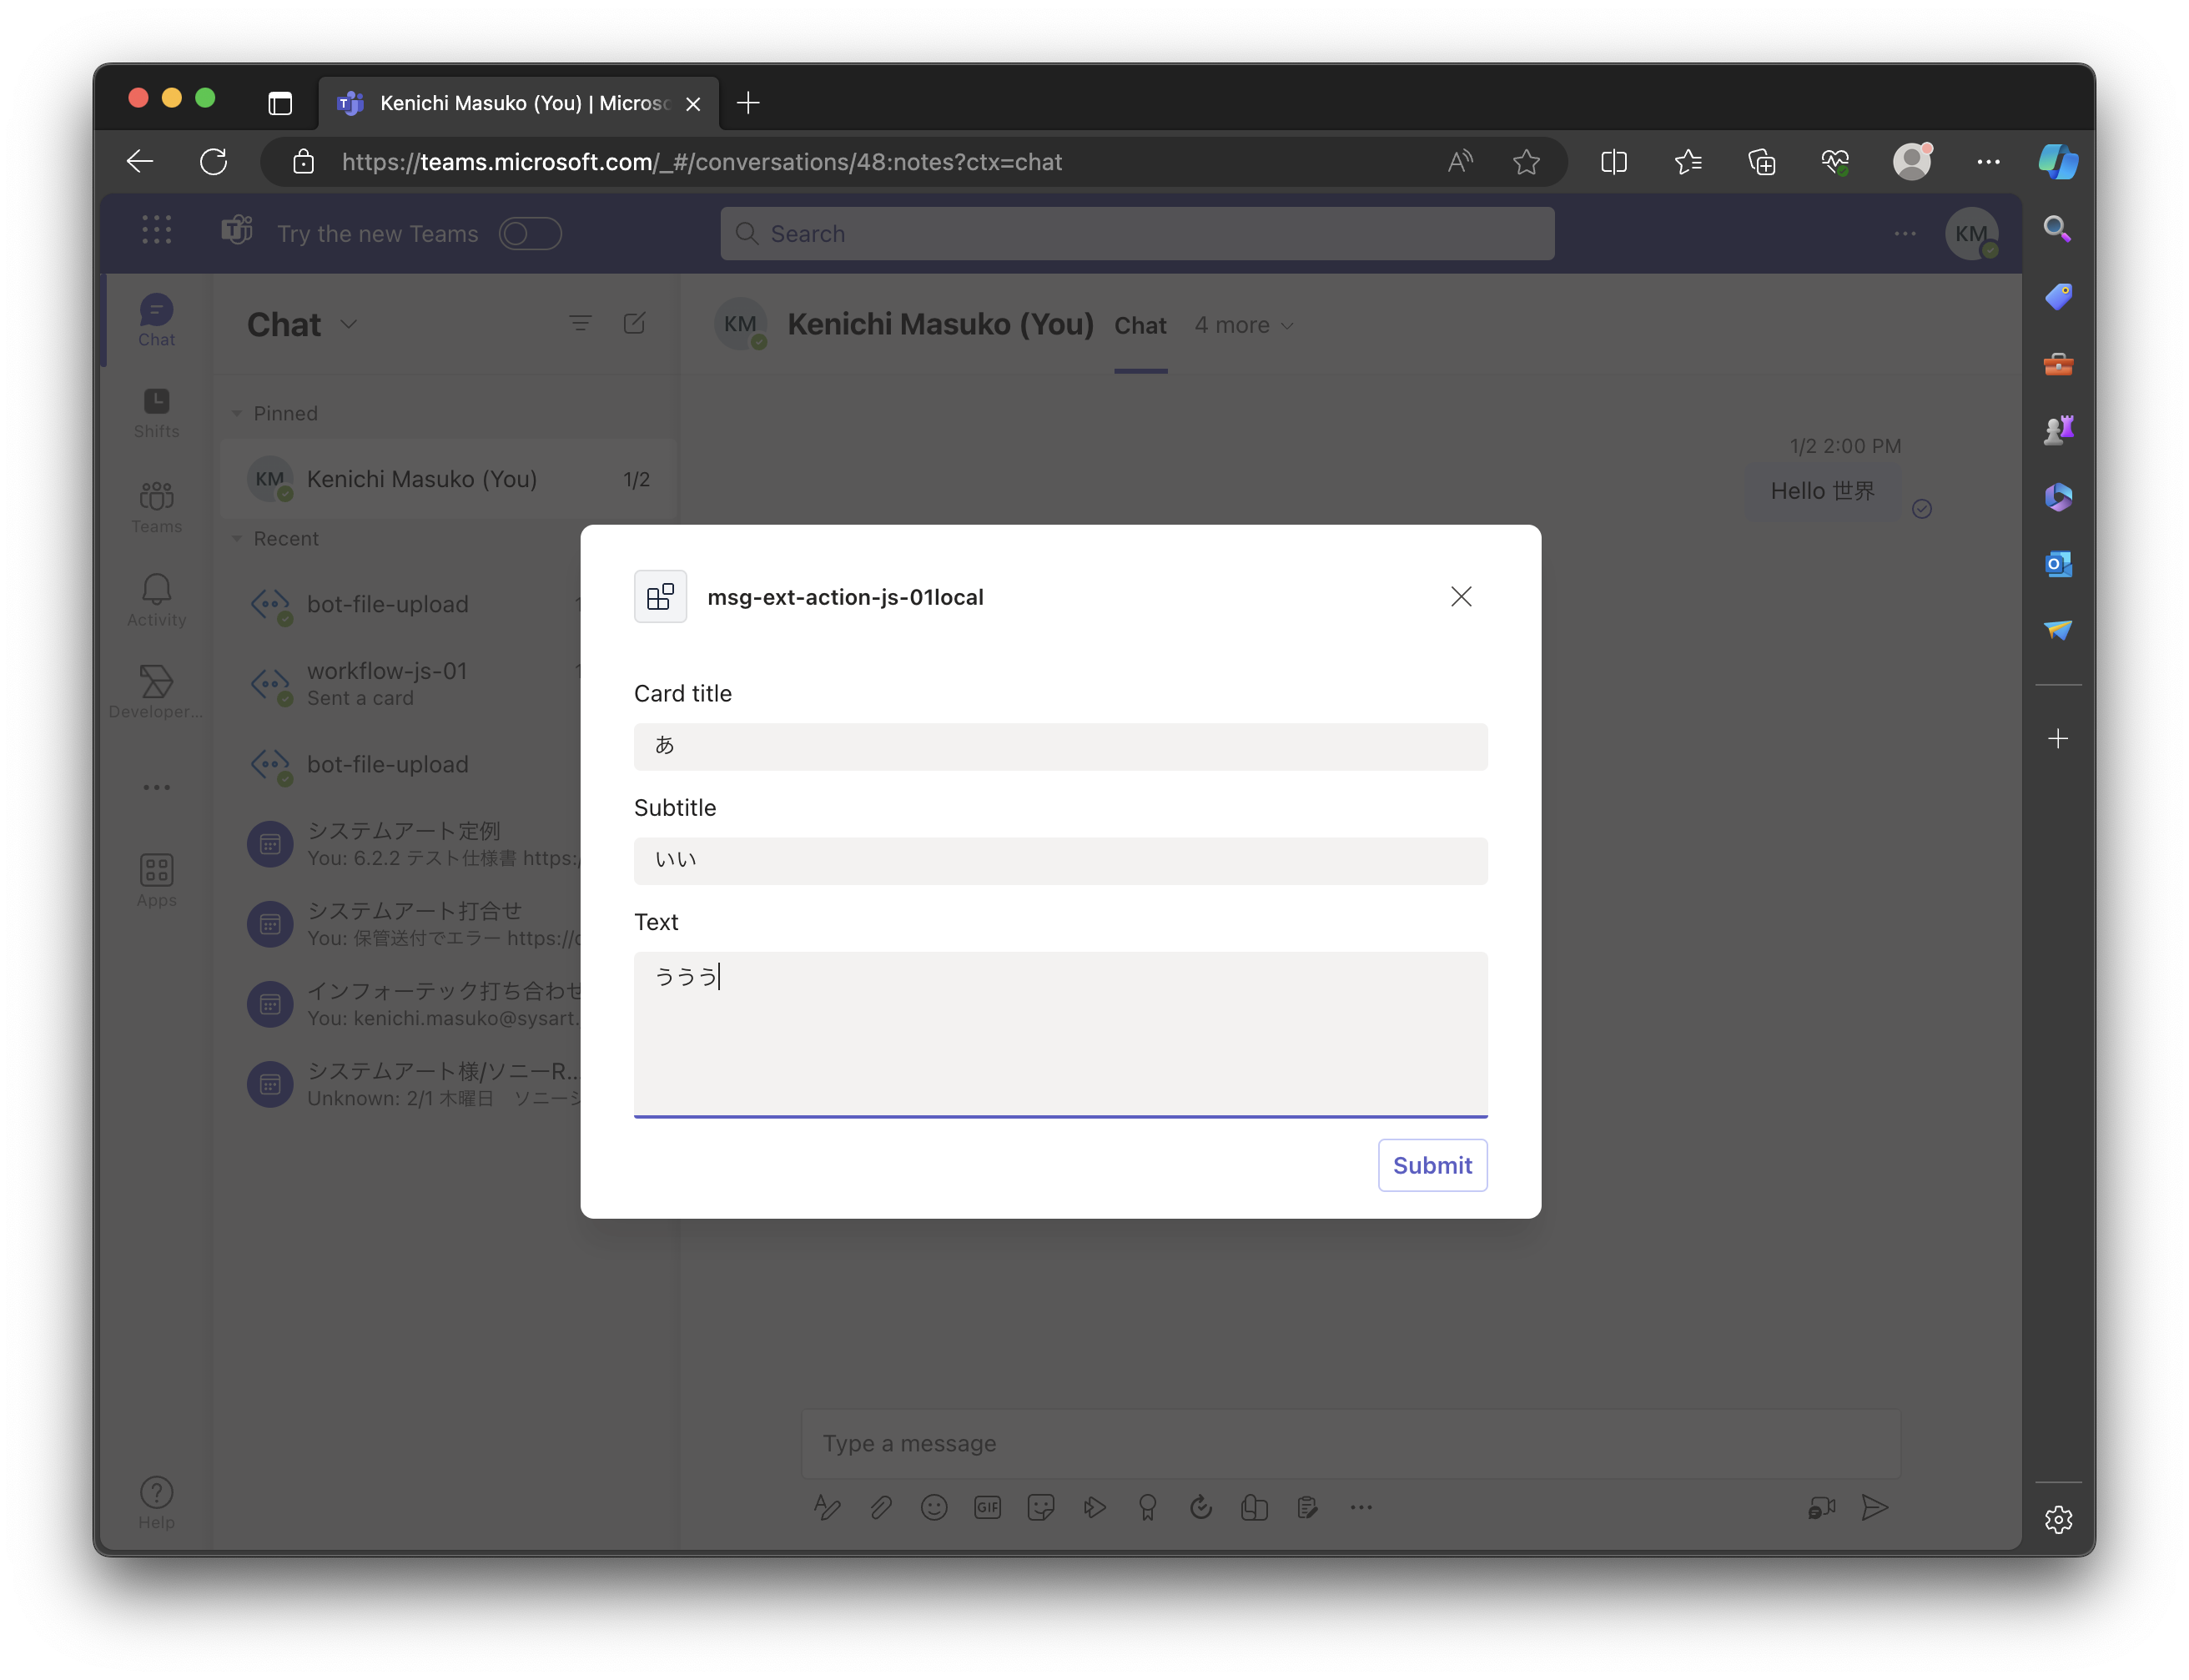 Kenichi Masuko (You) | Micros
https://teams.microsoft.com/_#/conversations/48:notes?ctx=chat
Try the new Teams
Search
KM
Chat
Shifts
Teams
Activity
Developer...
Apps
Help
Chat
Pinned
KM Kenichi Masuko (You) 1/2
Recent
bot-file-upload
workflow-js-01
Sent a card
bot-file-upload
システムアート定例
You: 6.2.2 テスト仕様書 https:/
システムアート打合せ
You: 保管送付でエラー https://
インフォーテック打ち合わせ
You: kenichi.masuko@sysart.
システムアート様/ソニーR...
Unknown: 2/1 木曜日 ソニー
KM Kenichi Masuko (You) Chat 4 more
1/2 2:00 PM
Hello 世界
msg-ext-action-js-01local
Card title
あ
Subtitle
いい
Text
ううう
Submit
Type a message
GIF